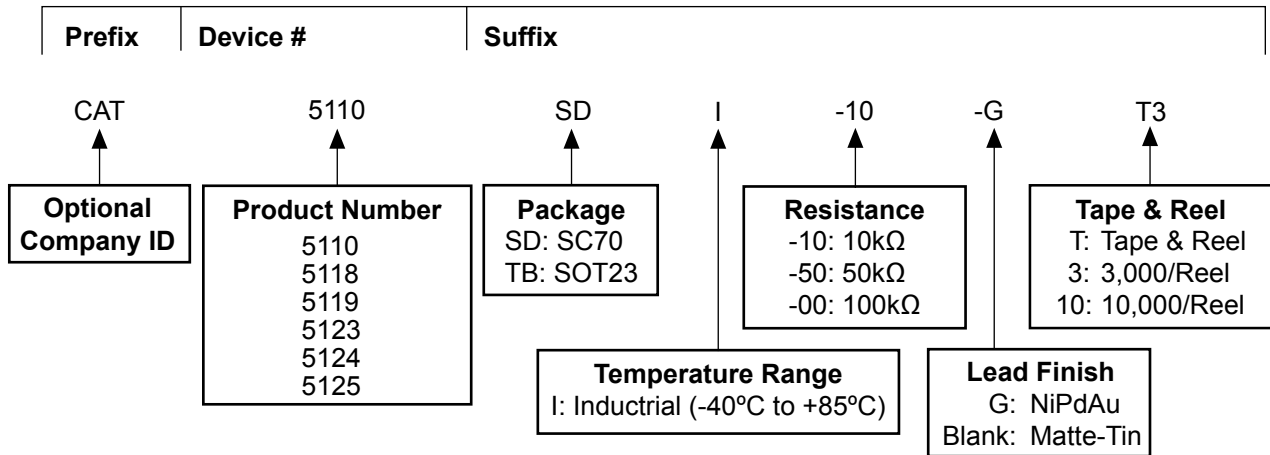 Prefix
Device #
Suffix
CAT
5110
SD
I
-10
-G
T3
Optional
Company ID
Product Number
5110
5118
5119
5123
5124
5125
Package
SD: SC70
TB: SOT23
Resistance
-10: 10kΩ
-50: 50kΩ
-00: 100kΩ
Tape & Reel
T: Tape & Reel
3: 3,000/Reel
10: 10,000/Reel
Temperature Range
I: Inductrial (-40ºC to +85ºC)
Lead Finish
G: NiPdAu
Blank: Matte-Tin